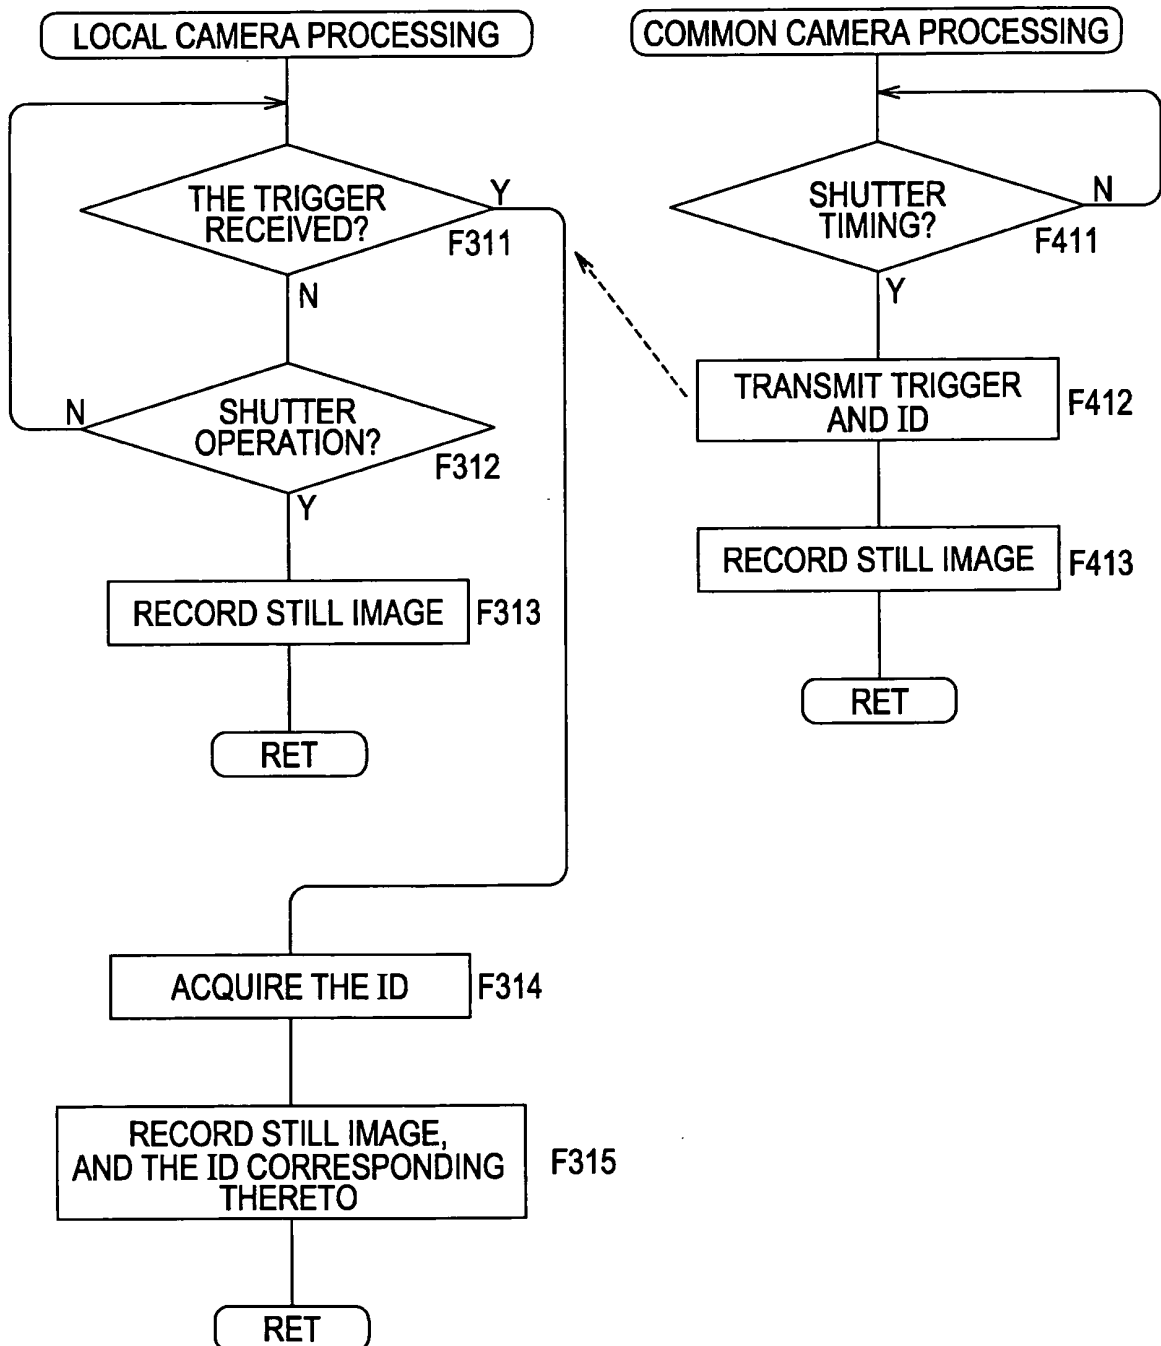 LOCAL CAMERA PROCESSING
THE TRIGGER
RECEIVED?
Y
F311
N
SHUTTER
OPERATION?
N
F312
Y
RECORD STILL IMAGE
F313
RET
ACQUIRE THE ID
F314
RECORD STILL IMAGE,
AND THE ID CORRESPONDING
THERETO
F315
RET
COMMON CAMERA PROCESSING
SHUTTER
TIMING?
N
F411
Y
TRANSMIT TRIGGER
AND ID
F412
RECORD STILL IMAGE
F413
RET